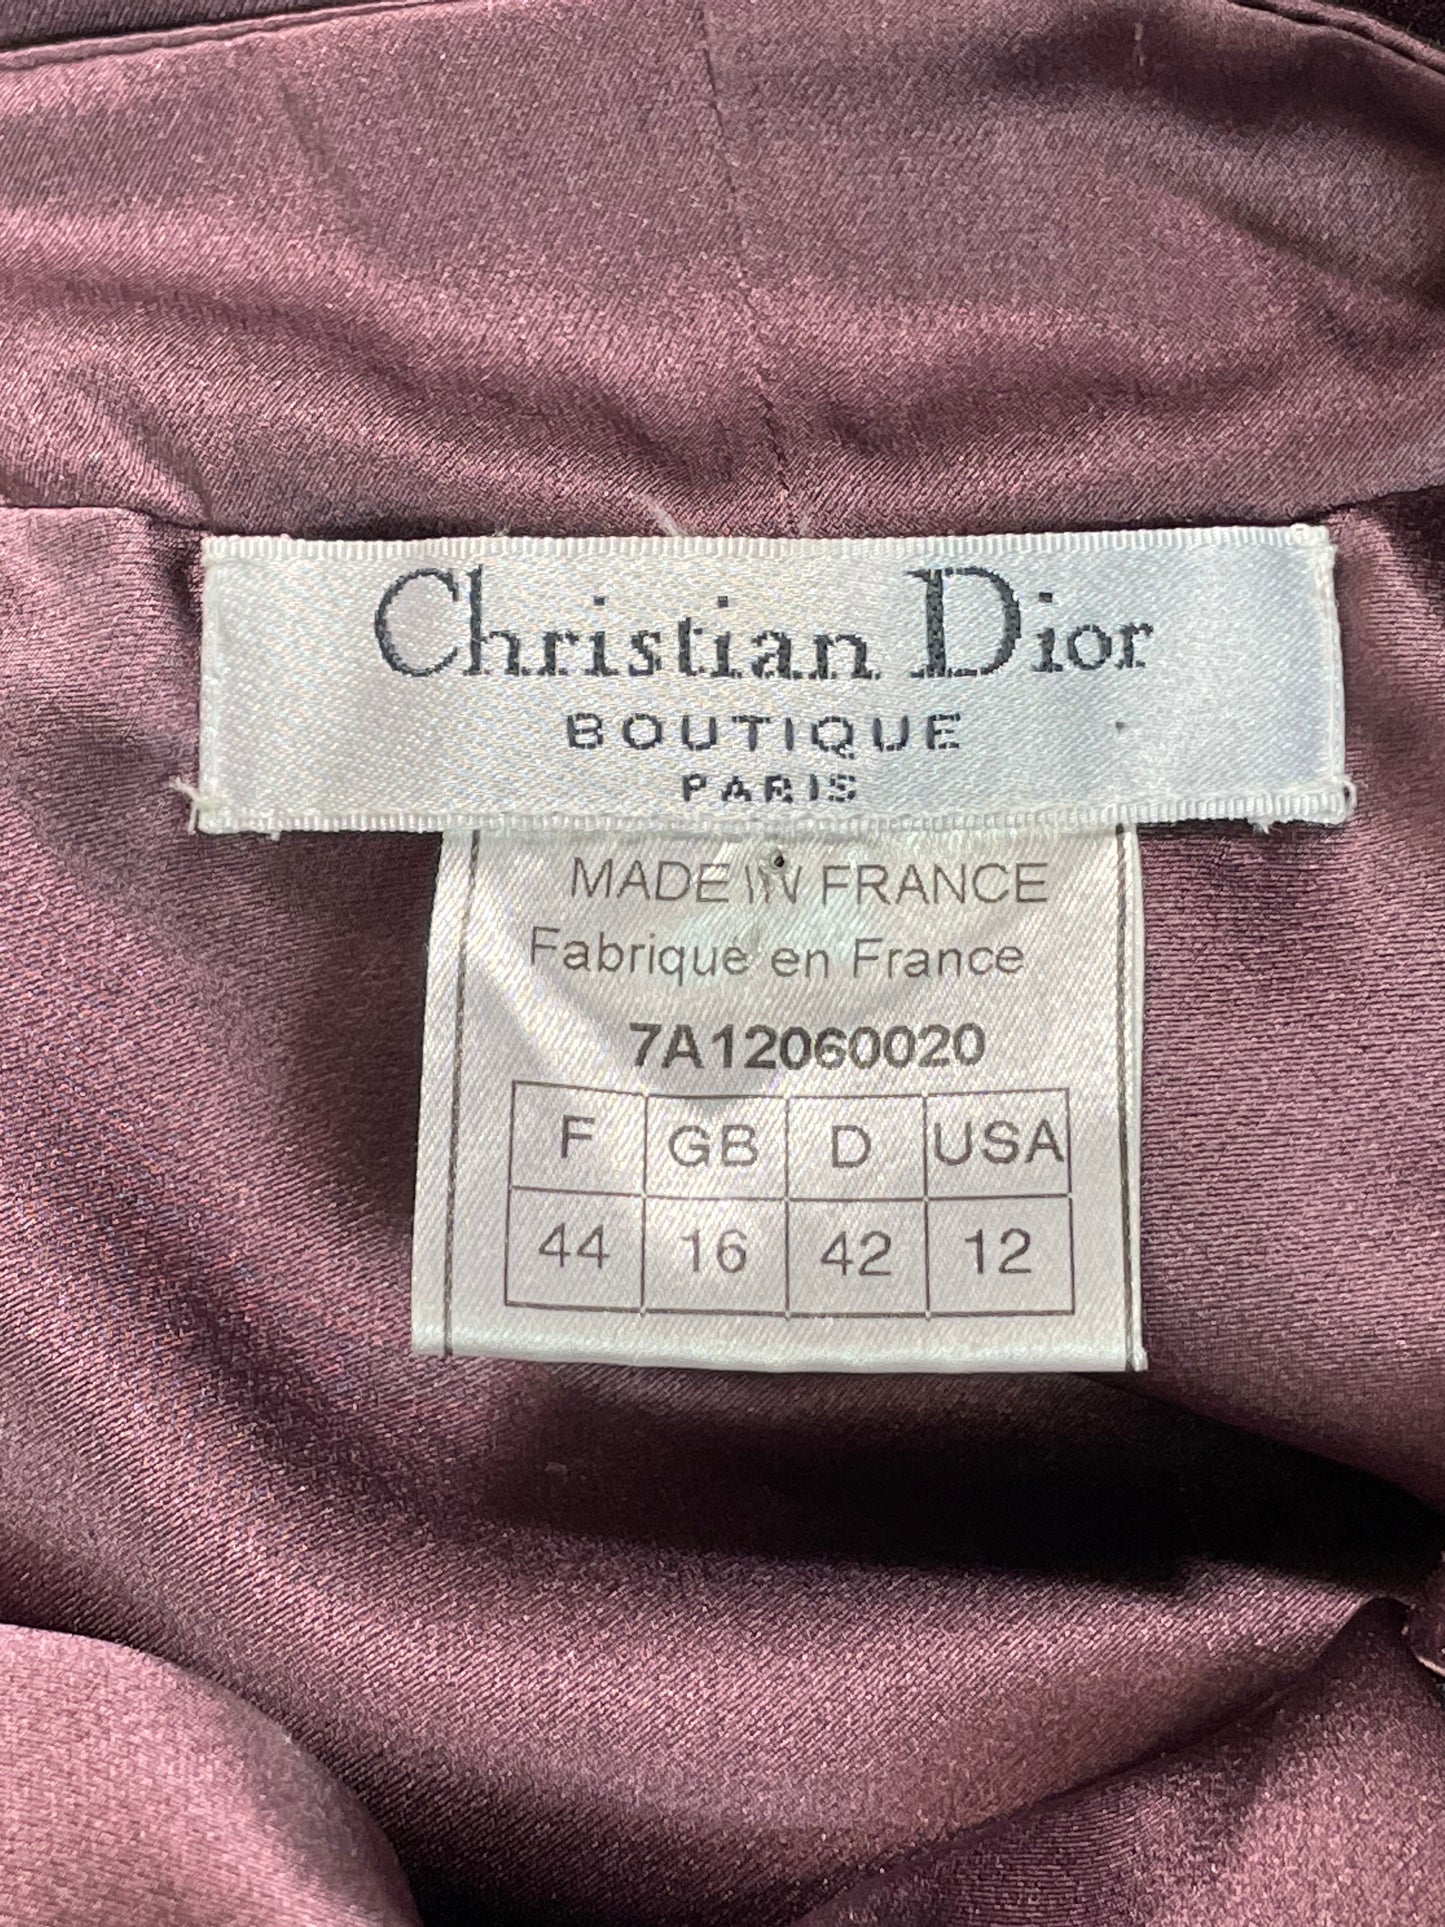 Christian Dior
BOUTIQUE
PARIS
MADE IN FRANCE
Fabriqué en France
7A12060020
F GB D USA
44 16 42 12